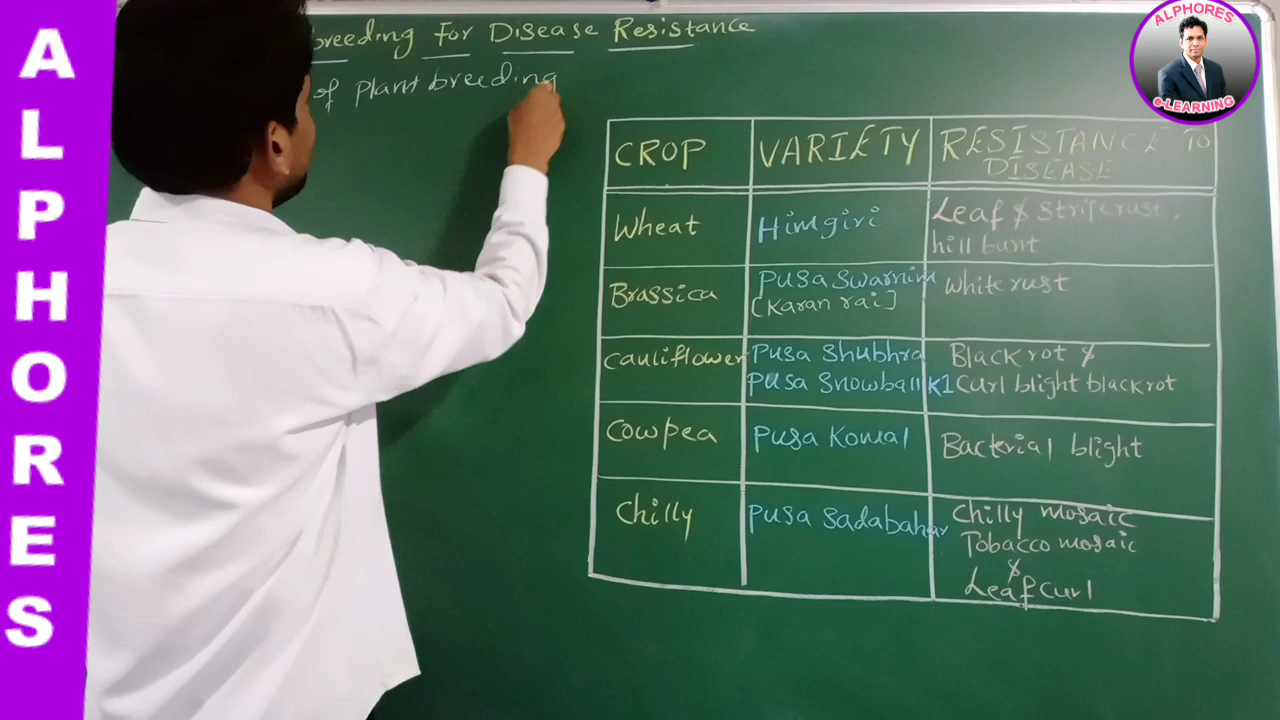 ALPHORES
breeding For Disease Resistance
of plant breeding
ALPHORES
e-LEARNING
CROP VARIETY RESISTANCE TO
DISEASE
Wheat Himgiri Leaf & Stripe rust,
hill bunt
Brassica Pusa swarnim White rust
[Karan rai]
Cauliflower Pusa Shubhra Black rot &
Pusa Snowball K1 Curl blight black rot
Cowpea Pusa Komal Bacterial blight
Chilly Pusa Sadabahar Chilly mosaic
Tobacco mosaic
&
Leaf curl